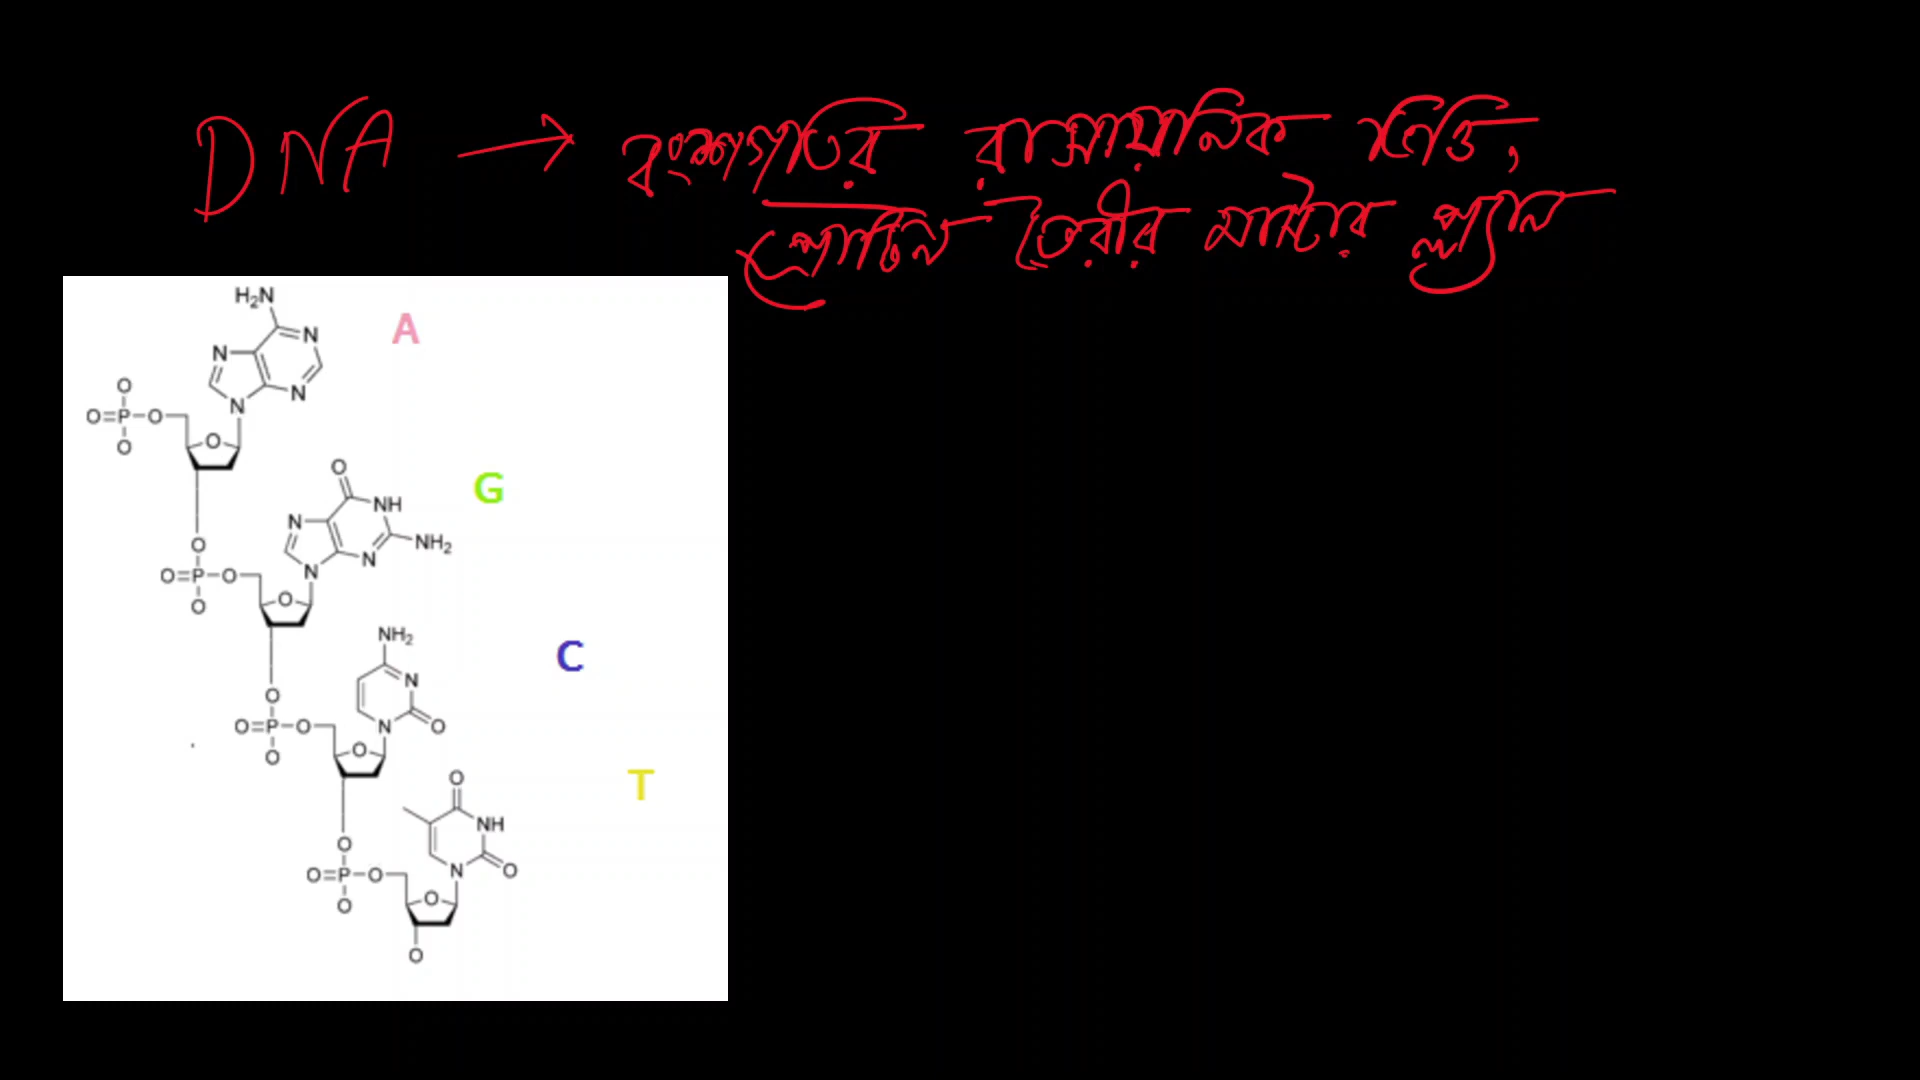 DNA → বংশগতির রাসায়নিক ভিত্তি,
প্রোটিন তৈরীর মাস্টার প্ল্যান
H₂N
A
N
N
N
N
O
O=P-O
O
O
O
G
NH
N
NH₂
N
N
O
O=P-O
O
O
NH₂
C
N
N
O
O
O=P-O
O
O
O
T
NH
N
O
O
O=P-O
O
O
O